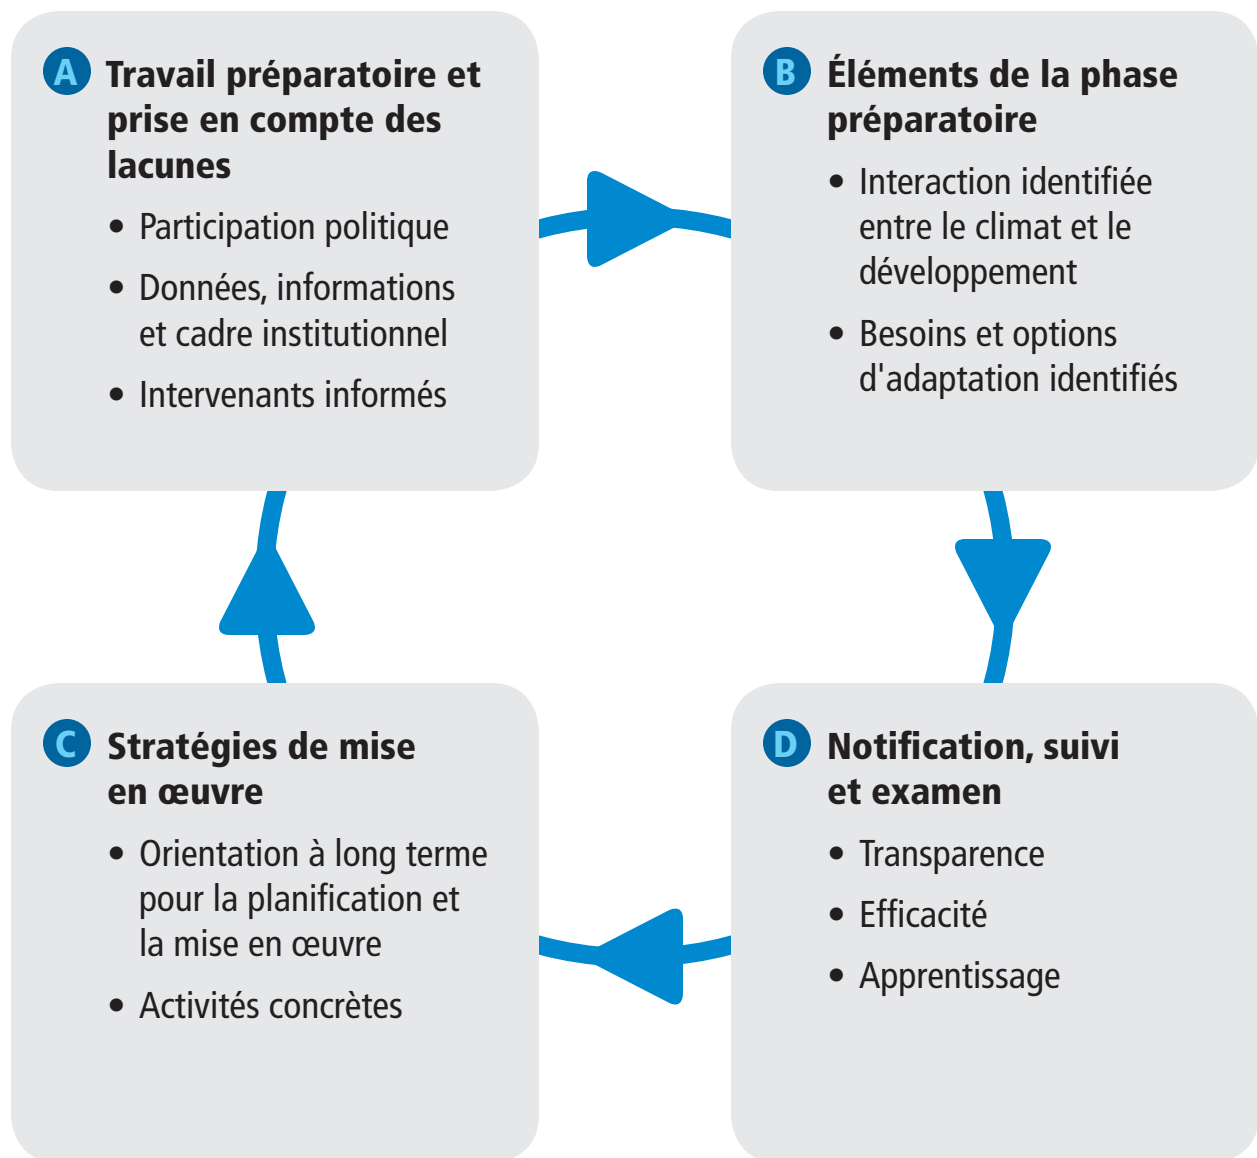 A Travail préparatoire et
prise en compte des
lacunes
• Participation politique
• Données, informations
et cadre institutionnel
• Intervenants informés
B Éléments de la phase
préparatoire
• Interaction identifiée
entre le climat et le
développement
• Besoins et options
d'adaptation identifiés
C Stratégies de mise
en œuvre
• Orientation à long terme
pour la planification et
la mise en œuvre
• Activités concrètes
D Notification, suivi
et examen
• Transparence
• Efficacité
• Apprentissage